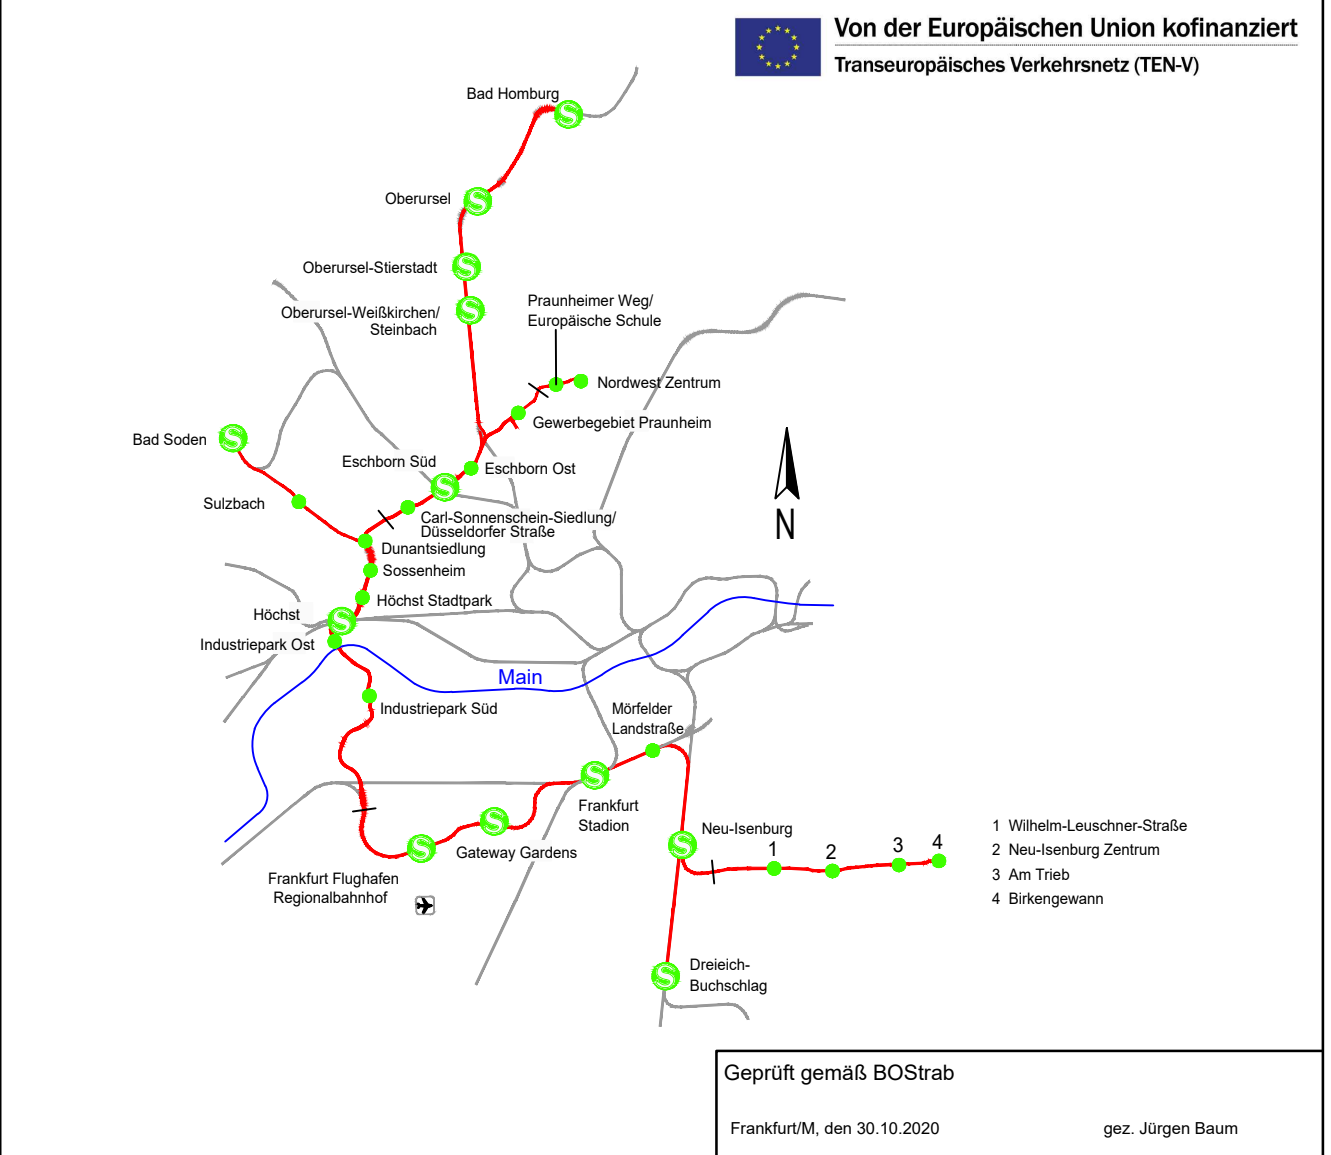 Von der Europäischen Union kofinanziert
Transeuropäisches Verkehrsnetz (TEN-V)
Bad Homburg
Oberursel
Oberursel-Stierstadt
Oberursel-Weißkirchen/
Steinbach
Praunheimer Weg/
Europäische Schule
Nordwest Zentrum
Gewerbegebiet Praunheim
Bad Soden
Eschborn Süd
Eschborn Ost
Sulzbach
Carl-Sonnenschein-Siedlung/
Düsseldorfer Straße
Dunantsiedlung
Sossenheim
Höchst Stadtpark
Höchst
Industriepark Ost
N
Main
Industriepark Süd
Mörfelder
Landstraße
Frankfurt
Stadion
Gateway Gardens
Frankfurt Flughafen
Regionalbahnhof
Neu-Isenburg
1
2
3
4
1 Wilhelm-Leuschner-Straße
2 Neu-Isenburg Zentrum
3 Am Trieb
4 Birkengewann
Dreieich-
Buchschlag
S
S
S
S
S
S
S
S
S
S
S
S
Geprüft gemäß BOStrab
Frankfurt/M, den 30.10.2020
gez. Jürgen Baum